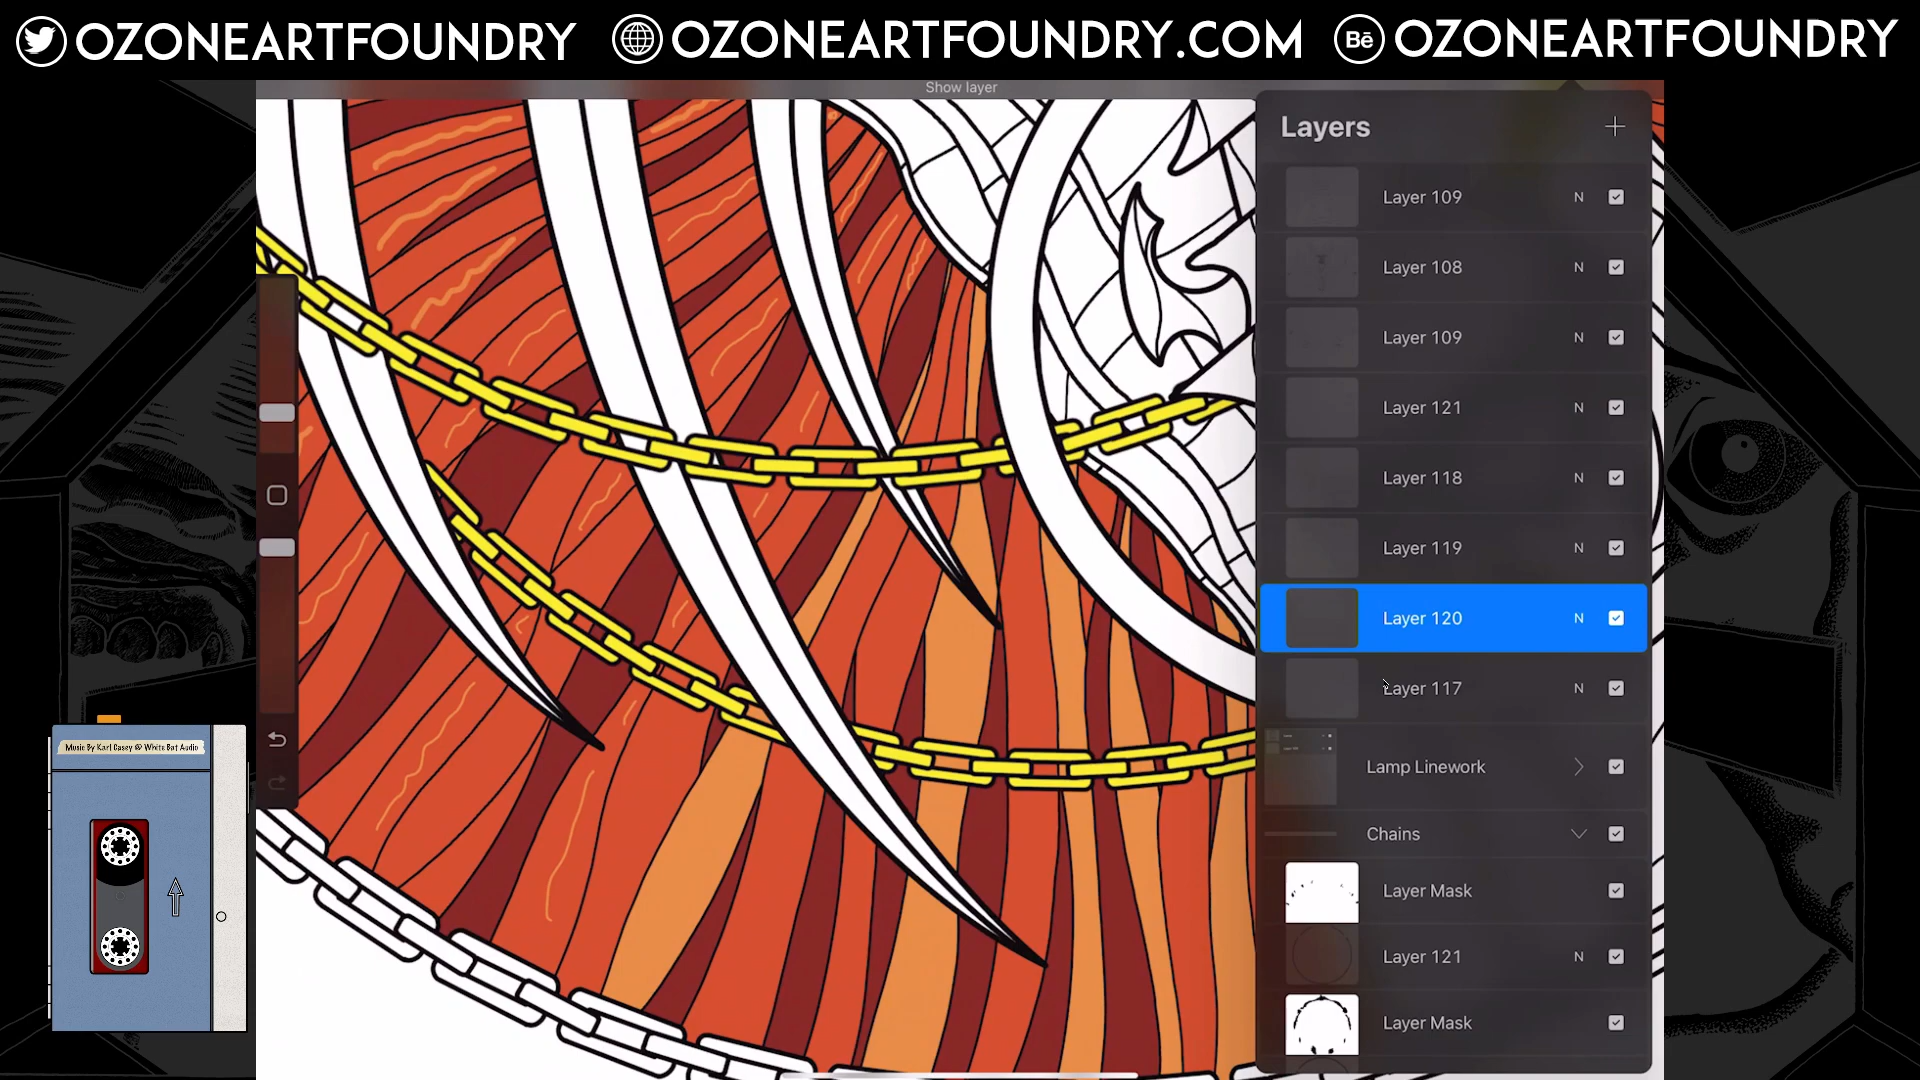 OZONEARTFOUNDRY
OZONEARTFOUNDRY.COM
Bē OZONEARTFOUNDRY
Show layer
Layers
Layer 109 N
Layer 108 N
Layer 109 N
Layer 121 N
Layer 118 N
Layer 119 N
Layer 120 N
Layer 117 N
Lamp Linework
Chains
Layer Mask
Layer 121 N
Layer Mask
Music By Karl Casey @ White Bat Audio